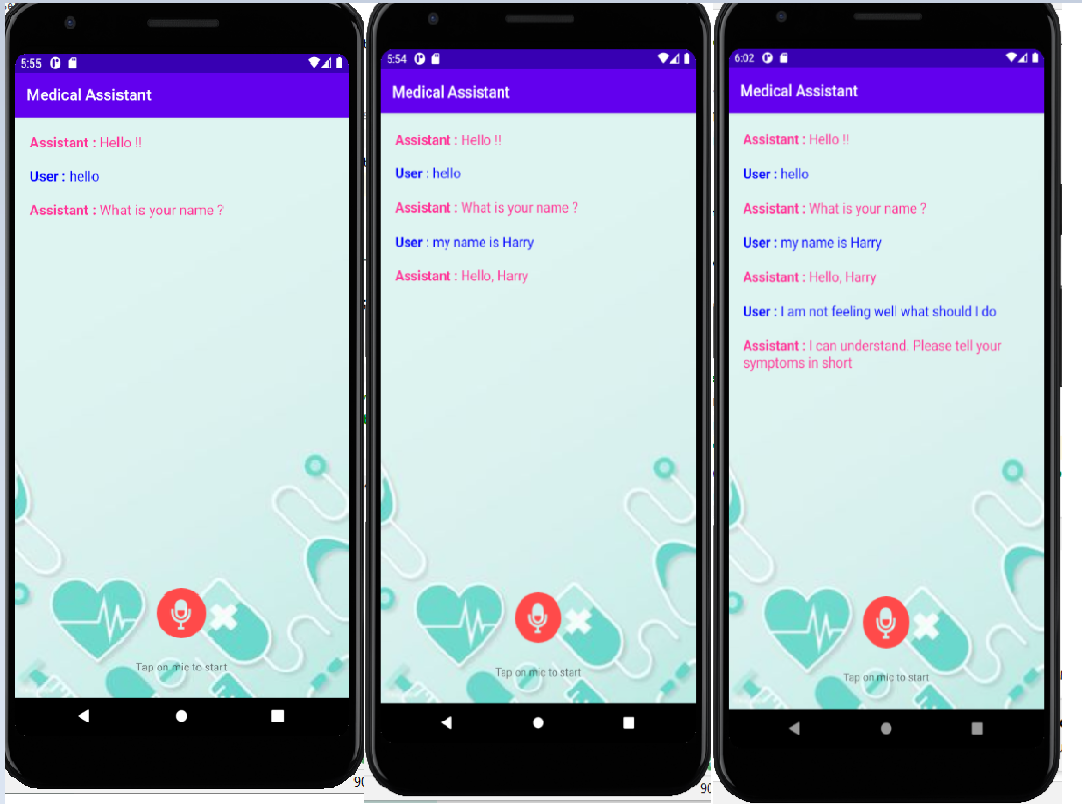 5:55
Medical Assistant
Assistant : Hello !!
User : hello
Assistant : What is your name ?
Tap on mic to start
5:54
Medical Assistant
Assistant : Hello !!
User : hello
Assistant : What is your name ?
User : my name is Harry
Assistant : Hello, Harry
Tap on mic to start
6:02
Medical Assistant
Assistant : Hello !!
User : hello
Assistant : What is your name ?
User : my name is Harry
Assistant : Hello, Harry
User : I am not feeling well what should I do
Assistant : I can understand. Please tell your
symptoms in short
Tap on mic to start